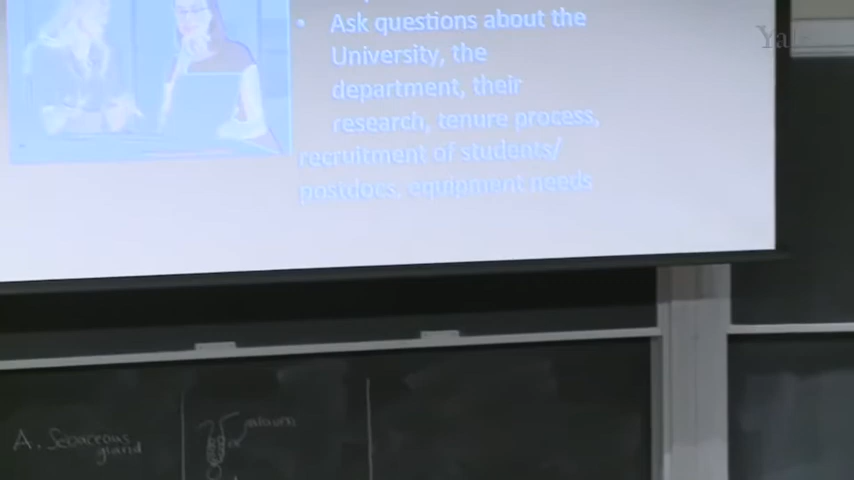 • Ask questions about the
University, the
department, their
research, tenure process,
recruitment of students/
postdocs, equipment needs
Yale
A. Sebaceous
gland